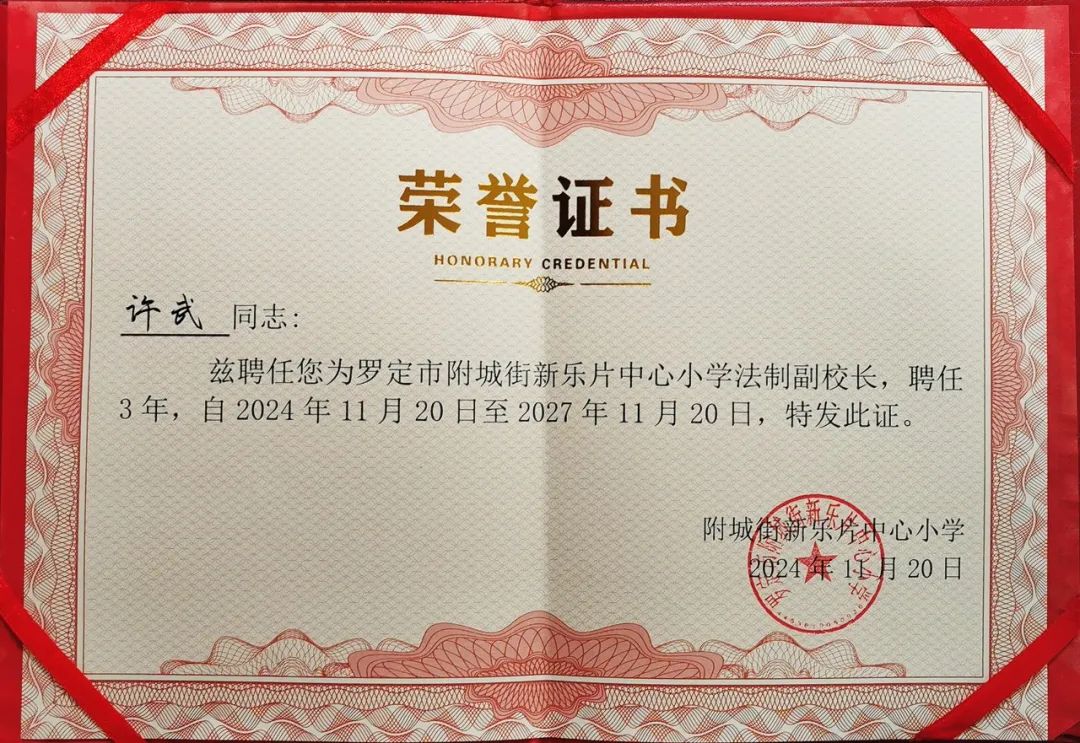 荣誉证书
HONORARY CREDENTIAL
许武 同志:
兹聘任您为罗定市附城街新乐片中心小学法制副校长，聘任
3年，自2024年11月20日至2027年11月20日，特发此证。
附城街新乐片中心小学
2024年11月20日